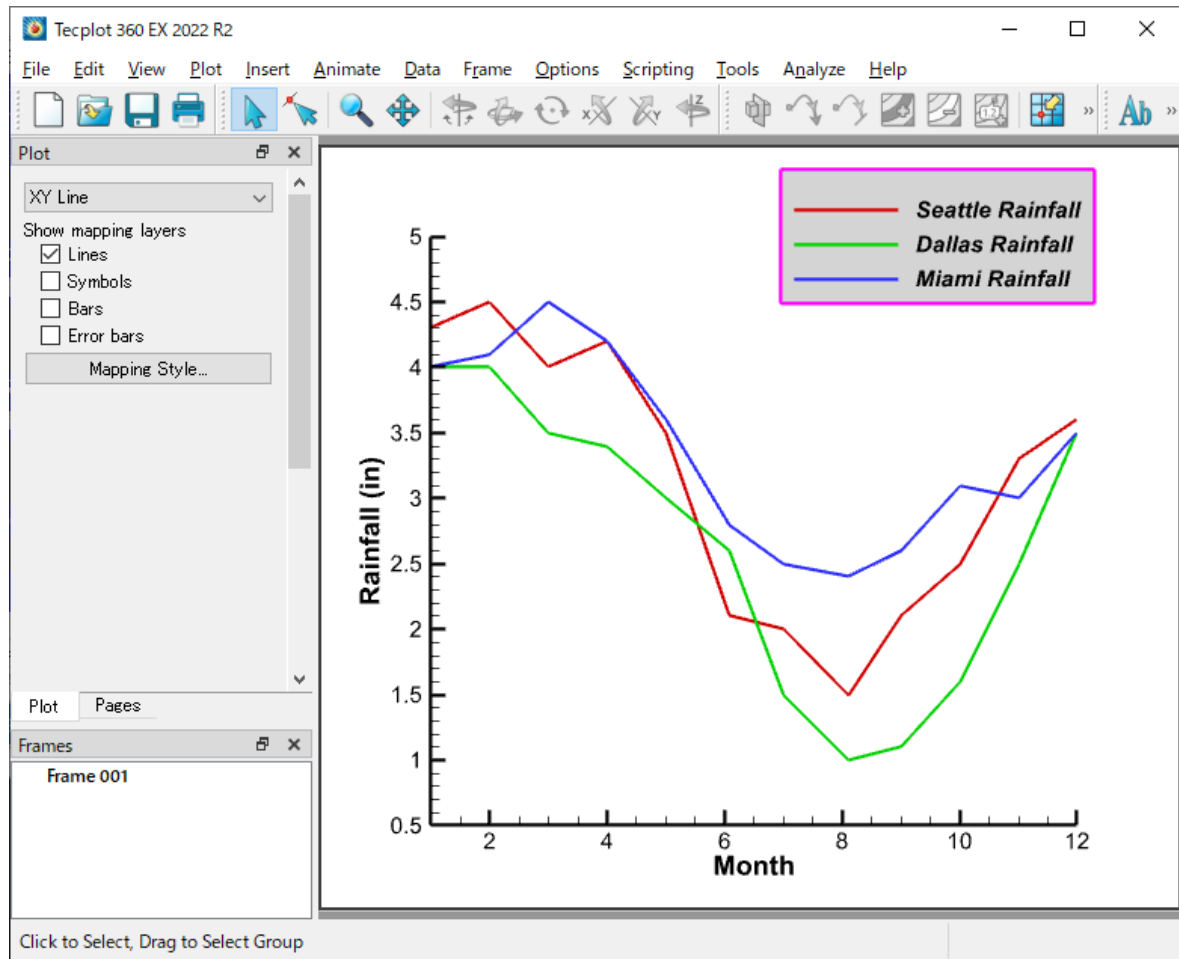 Tecplot 360 EX 2022 R2
File Edit View Plot Insert Animate Data Frame Options Scripting Tools Analyze Help
Ab
Plot
XY Line
Show mapping layers
Lines
Symbols
Bars
Error bars
Mapping Style...
Plot Pages
Frames
Frame 001
Seattle Rainfall
Dallas Rainfall
Miami Rainfall
Rainfall (in)
5
4.5
4
3.5
3
2.5
2
1.5
1
0.5
2 4 6 8 10 12
Month
Click to Select, Drag to Select Group